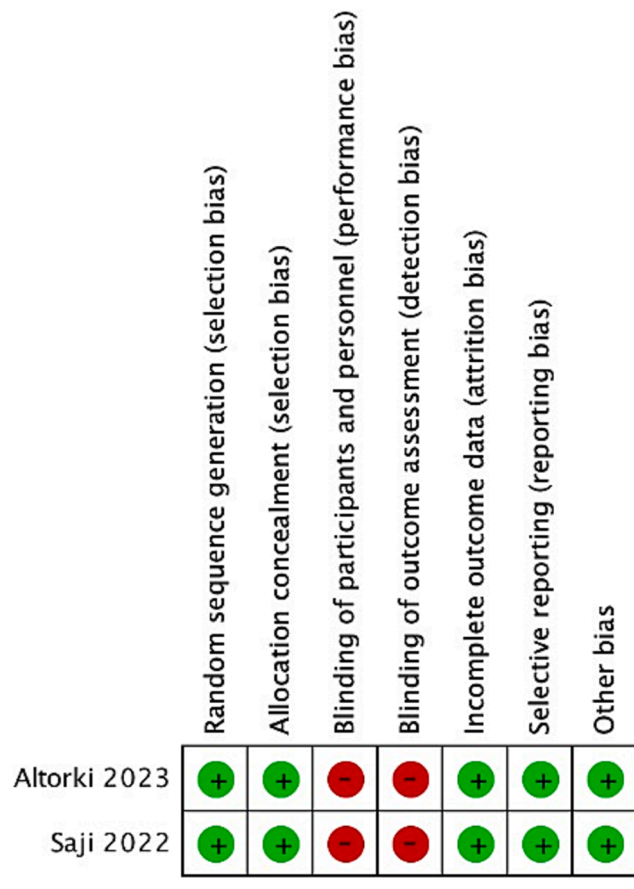 Random sequence generation (selection bias)
Allocation concealment (selection bias)
Blinding of participants and personnel (performance bias)
Blinding of outcome assessment (detection bias)
Incomplete outcome data (attrition bias)
Selective reporting (reporting bias)
Other bias
Altorki 2023 + + - - + + +
Saji 2022 + + - - + + +